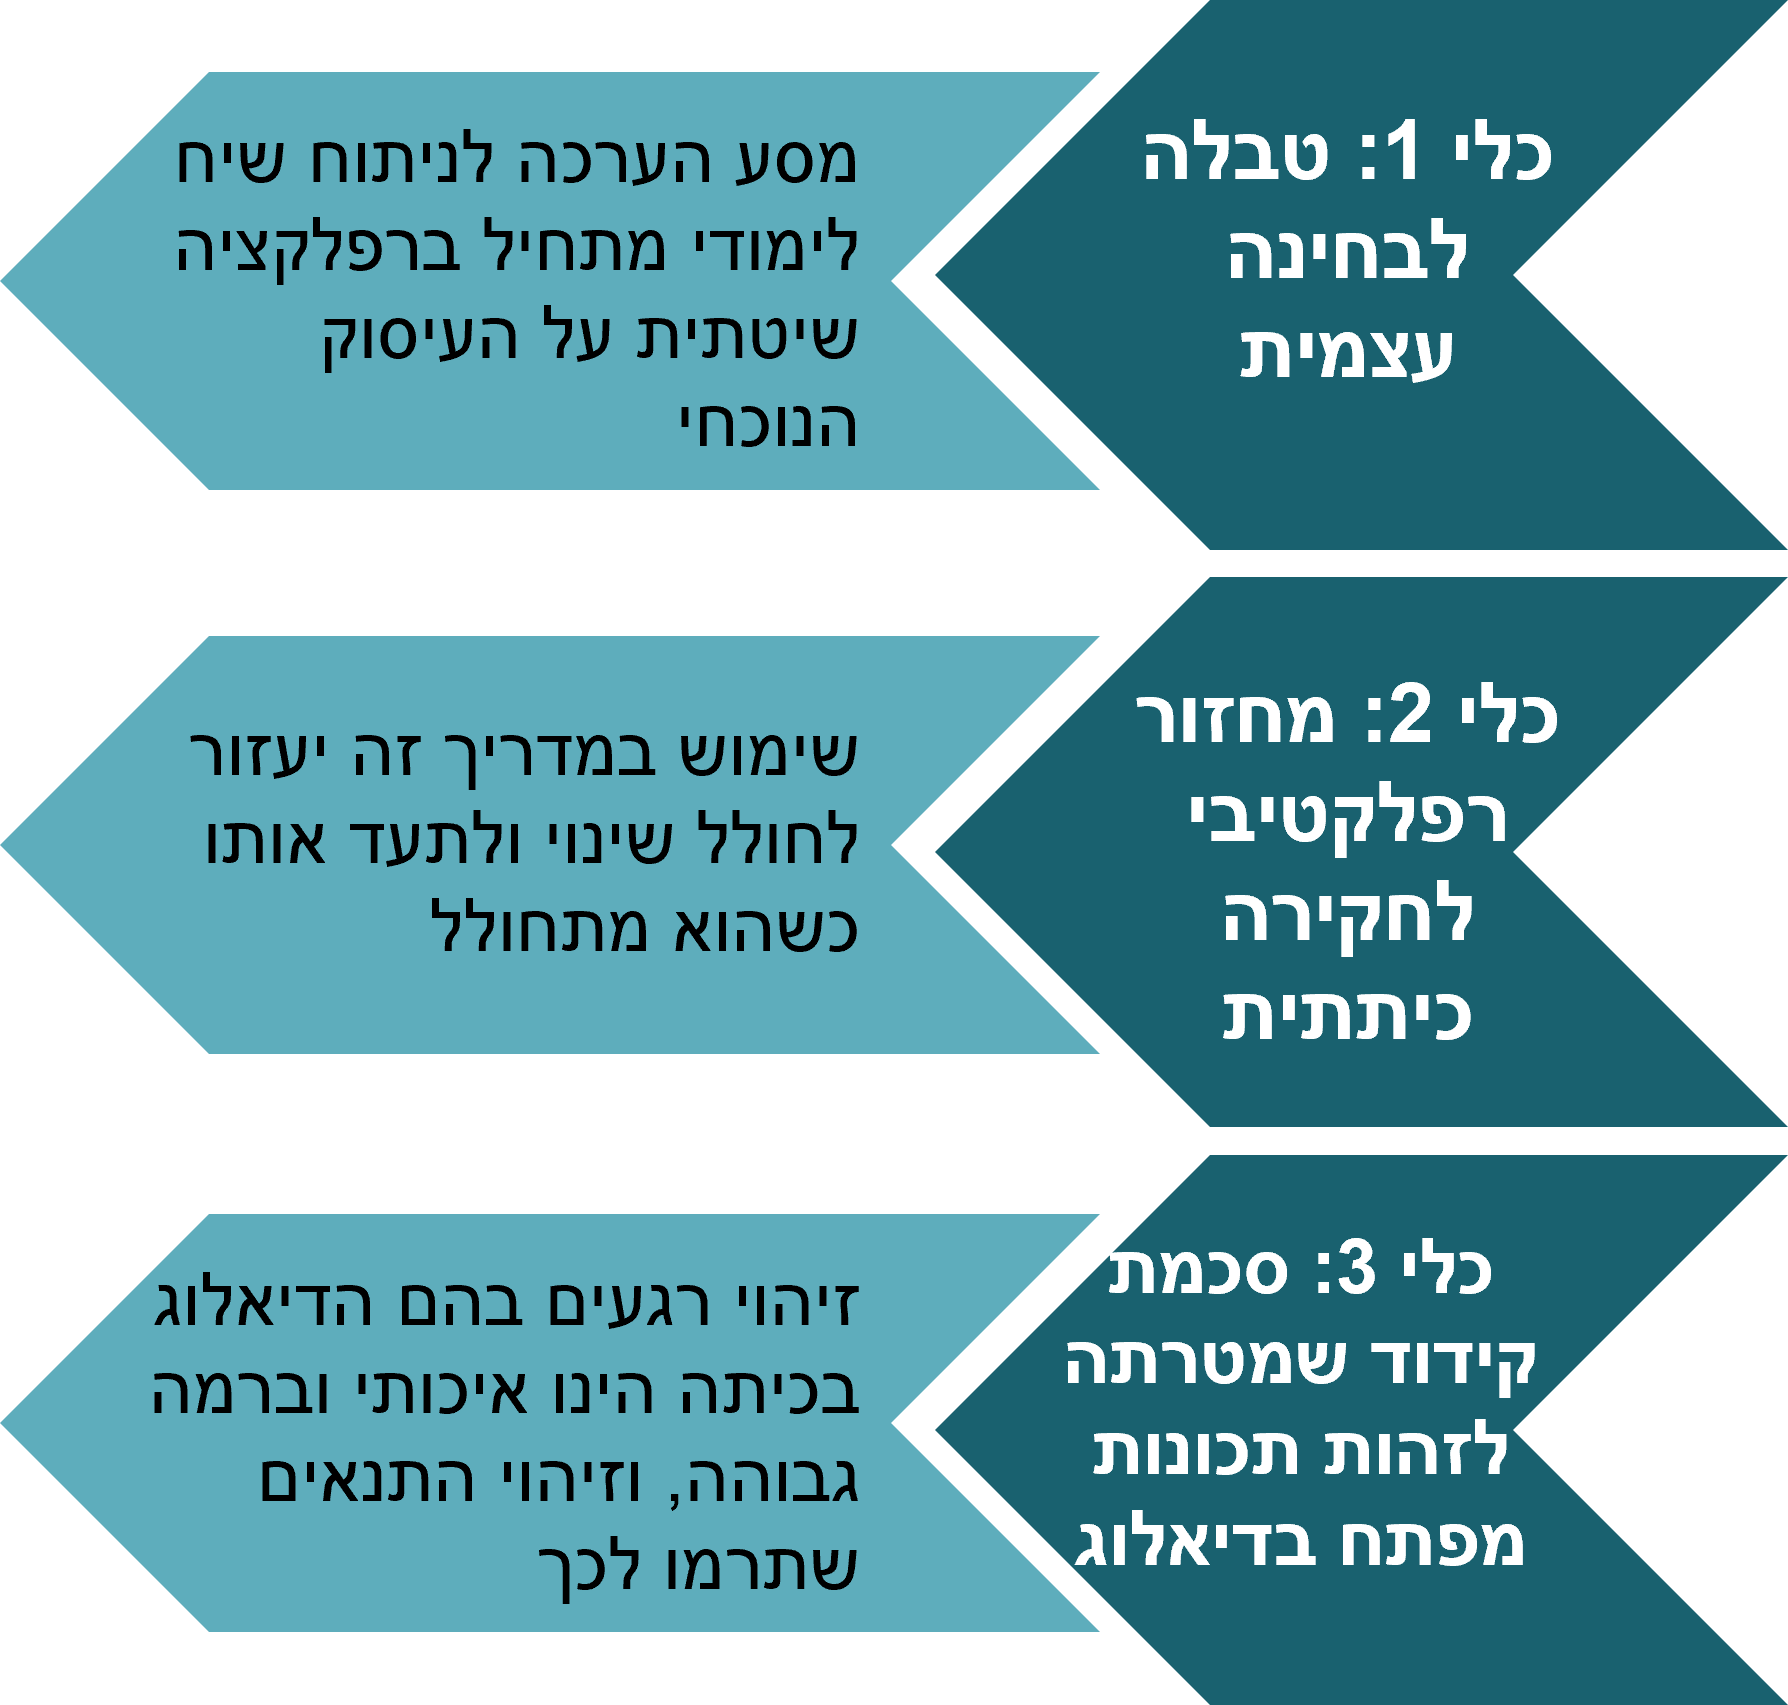 כלי 1: טבלה
לבחינה
עצמית
מסע הערכה לניתוח שיח
לימודי מתחיל ברפלקציה
שיטתית על העיסוק
הנוכחי
כלי 2: מחזור
רפלקטיבי
לחקירה
כיתתית
שימוש במדריך זה יעזור
לחולל שינוי ולתעד אותו
כשהוא מתחולל
כלי 3: סכמת
קידוד שמטרתה
לזהות תכונות
מפתח בדיאלוג
זיהוי רגעים בהם הדיאלוג
בכיתה הינו איכותי וברמה
גבוהה, וזיהוי התנאים
שתרמו לכך